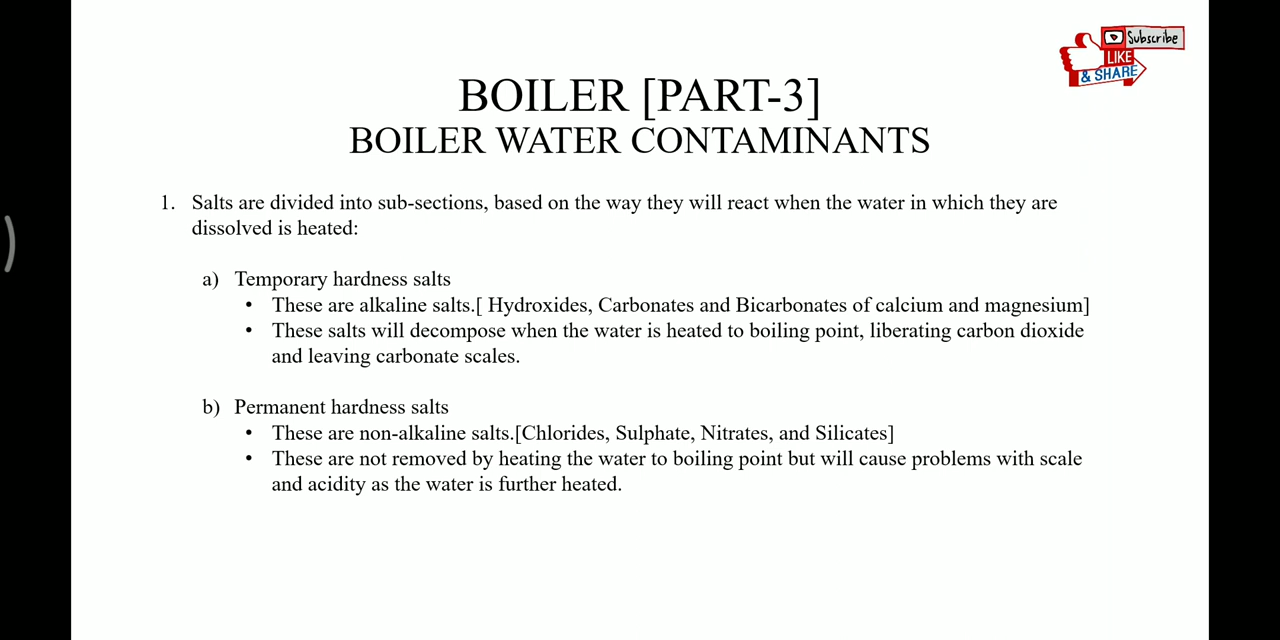 Subscribe
LIKE
& SHARE
BOILER [PART-3]
BOILER WATER CONTAMINANTS
1. Salts are divided into sub-sections, based on the way they will react when the water in which they are
dissolved is heated:
a) Temporary hardness salts
• These are alkaline salts.[ Hydroxides, Carbonates and Bicarbonates of calcium and magnesium]
• These salts will decompose when the water is heated to boiling point, liberating carbon dioxide
and leaving carbonate scales.
b) Permanent hardness salts
• These are non-alkaline salts.[Chlorides, Sulphate, Nitrates, and Silicates]
• These are not removed by heating the water to boiling point but will cause problems with scale
and acidity as the water is further heated.